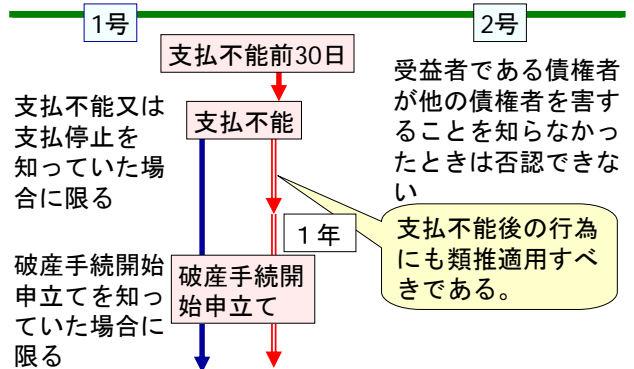 1号
2号
支払不能前30日
支払不能又は
支払停止を
知っていた場
合に限る
支払不能
受益者である債権者
が他の債権者を害す
ることを知らなかっ
たときは否認できな
い
1年
支払不能後の行為
にも類推適用すべ
きである。
破産手続開始
申立てを知っ
ていた場合に
限る
破産手続開
始申立て